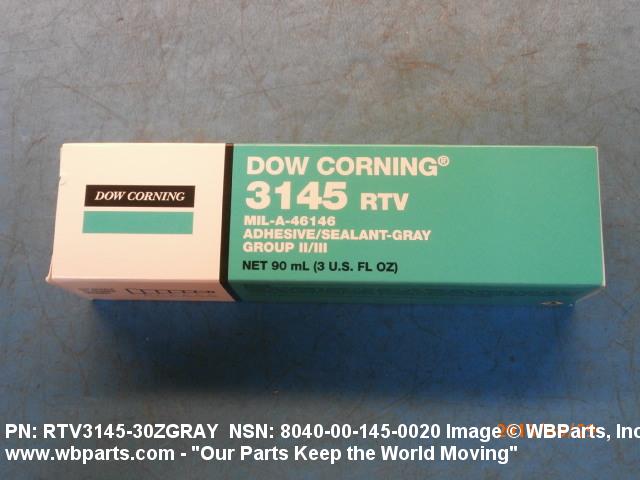 DOW CORNING
DOW CORNING®
3145 RTV
MIL-A-46146
ADHESIVE/SEALANT-GRAY
GROUP II/III
NET 90 mL (3 U.S. FL OZ)
PN: RTV3145-30ZGRAY NSN: 8040-00-145-0020 Image © WBParts, Inc
www.wbparts.com - "Our Parts Keep the World Moving"